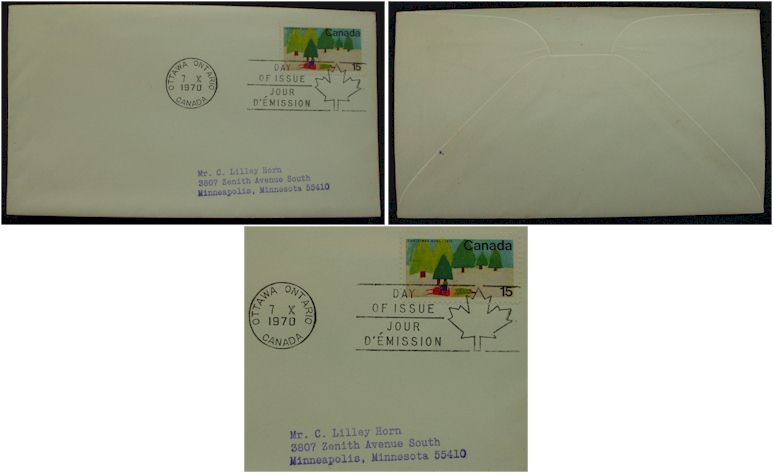 Canada
15
OTTAWA ONTARIO
7 X
1970
CANADA
DAY
OF ISSUE
JOUR
D'ÉMISSION
Mr. C. Lilley Horn
3807 Zenith Avenue South
Minneapolis, Minnesota 55410
Canada
15
OTTAWA ONTARIO
7 X
1970
CANADA
DAY
OF ISSUE
JOUR
D'ÉMISSION
Mr. C. Lilley Horn
3807 Zenith Avenue South
Minneapolis, Minnesota 55410